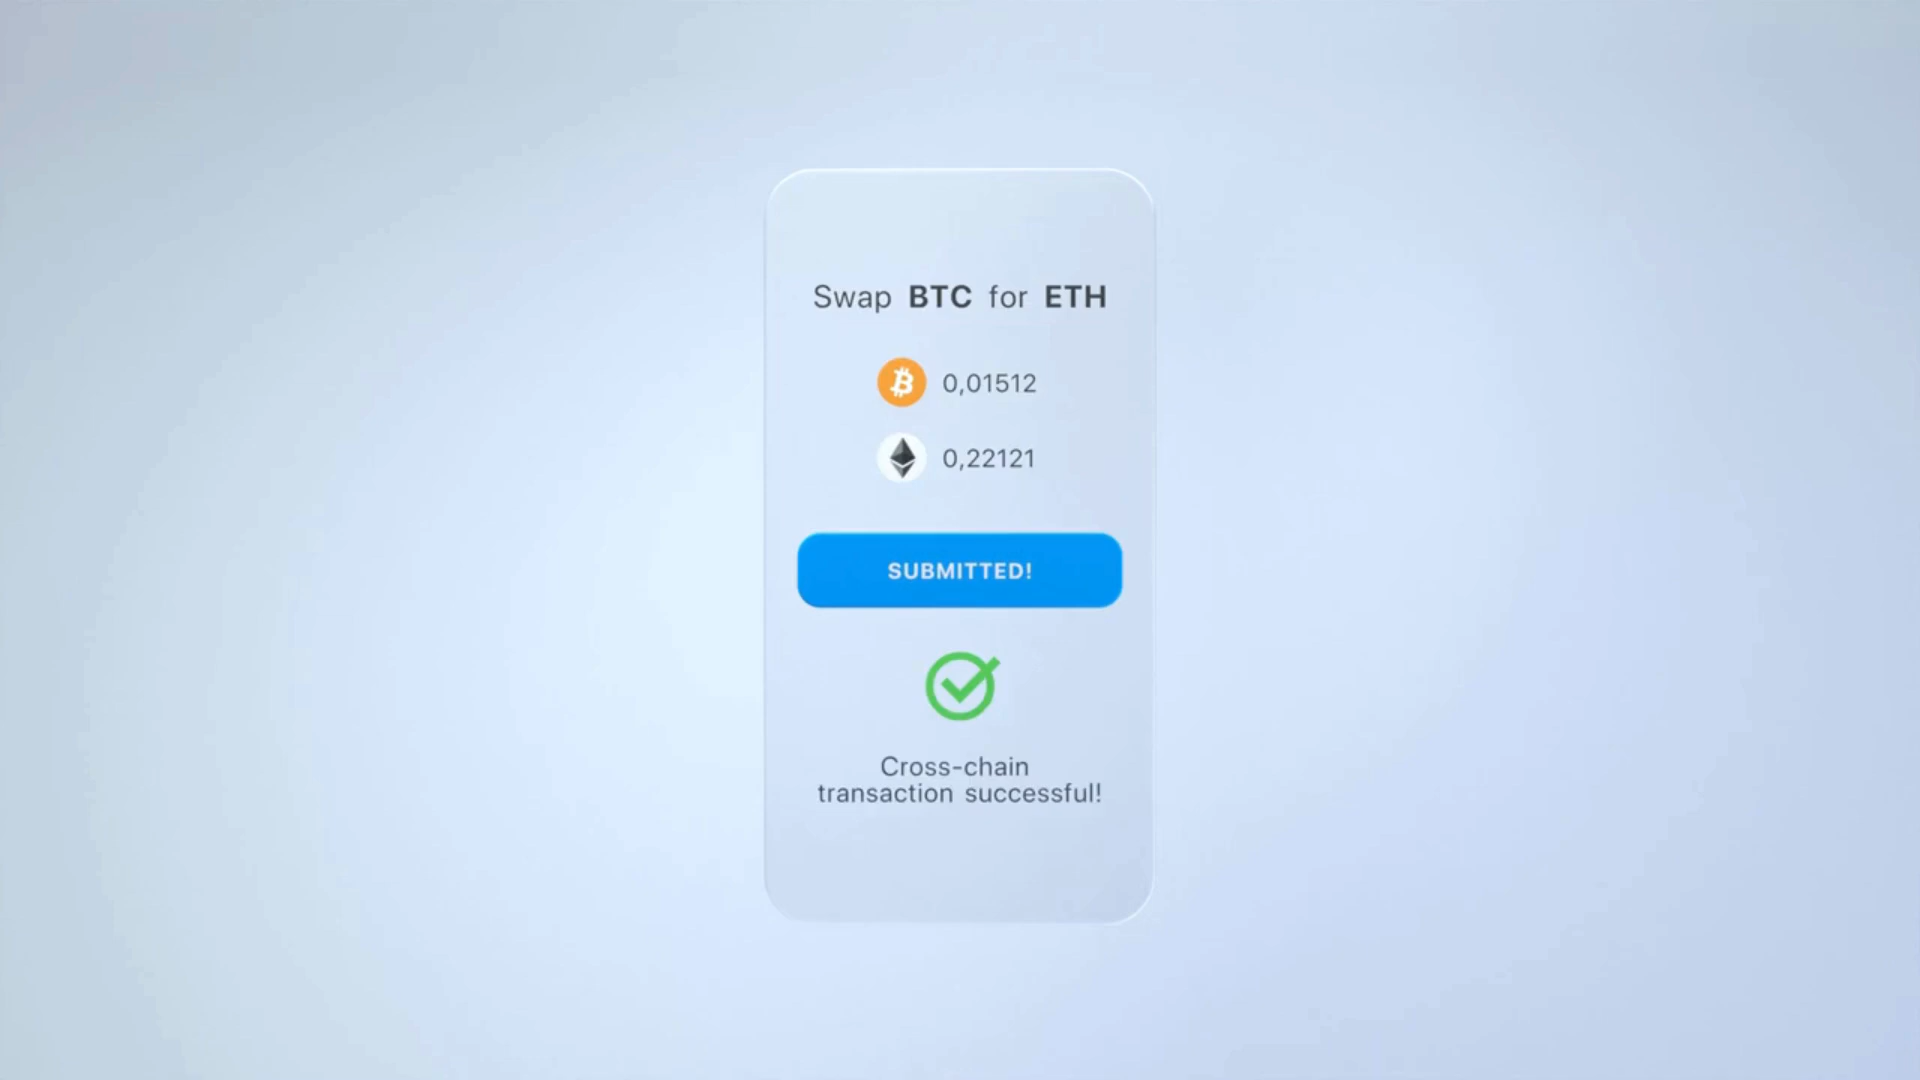 Swap BTC for ETH
0,01512
0,22121
SUBMITTED!
Cross-chain
transaction successful!